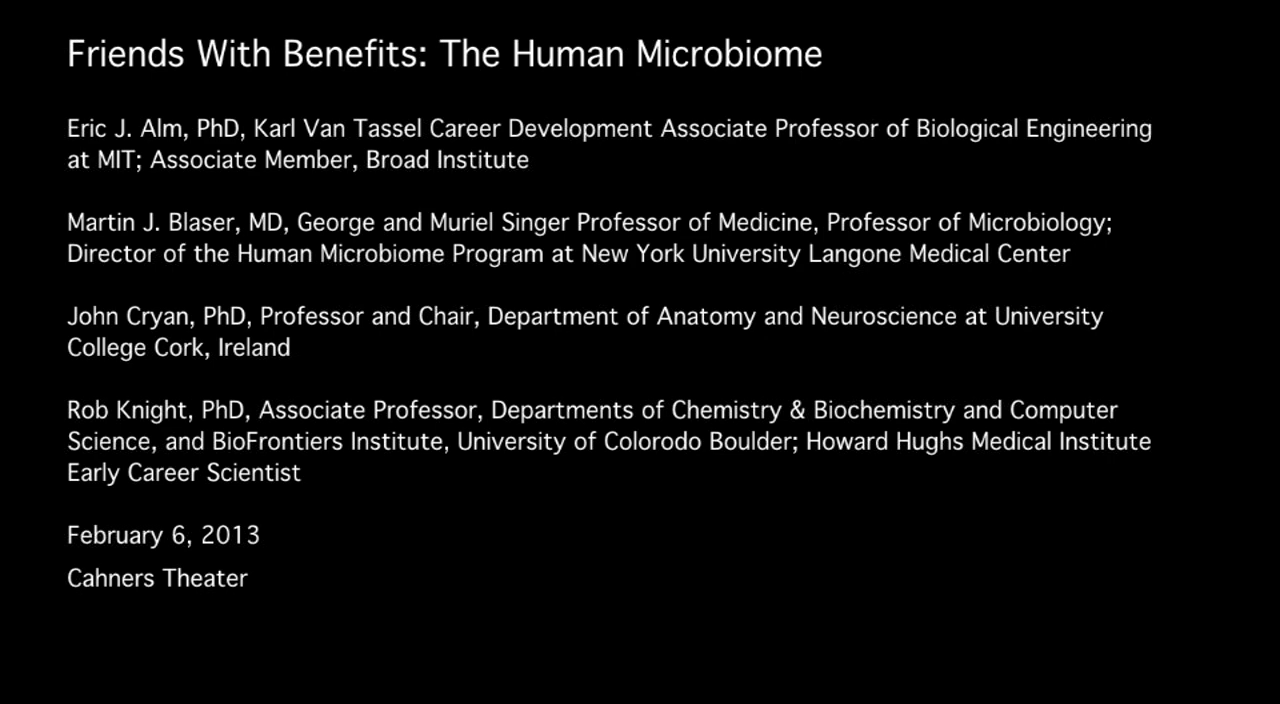 Friends With Benefits: The Human Microbiome
Eric J. Alm, PhD, Karl Van Tassel Career Development Associate Professor of Biological Engineering
at MIT; Associate Member, Broad Institute
Martin J. Blaser, MD, George and Muriel Singer Professor of Medicine, Professor of Microbiology;
Director of the Human Microbiome Program at New York University Langone Medical Center
John Cryan, PhD, Professor and Chair, Department of Anatomy and Neuroscience at University
College Cork, Ireland
Rob Knight, PhD, Associate Professor, Departments of Chemistry & Biochemistry and Computer
Science, and BioFrontiers Institute, University of Colorodo Boulder; Howard Hughs Medical Institute
Early Career Scientist
February 6, 2013
Cahners Theater